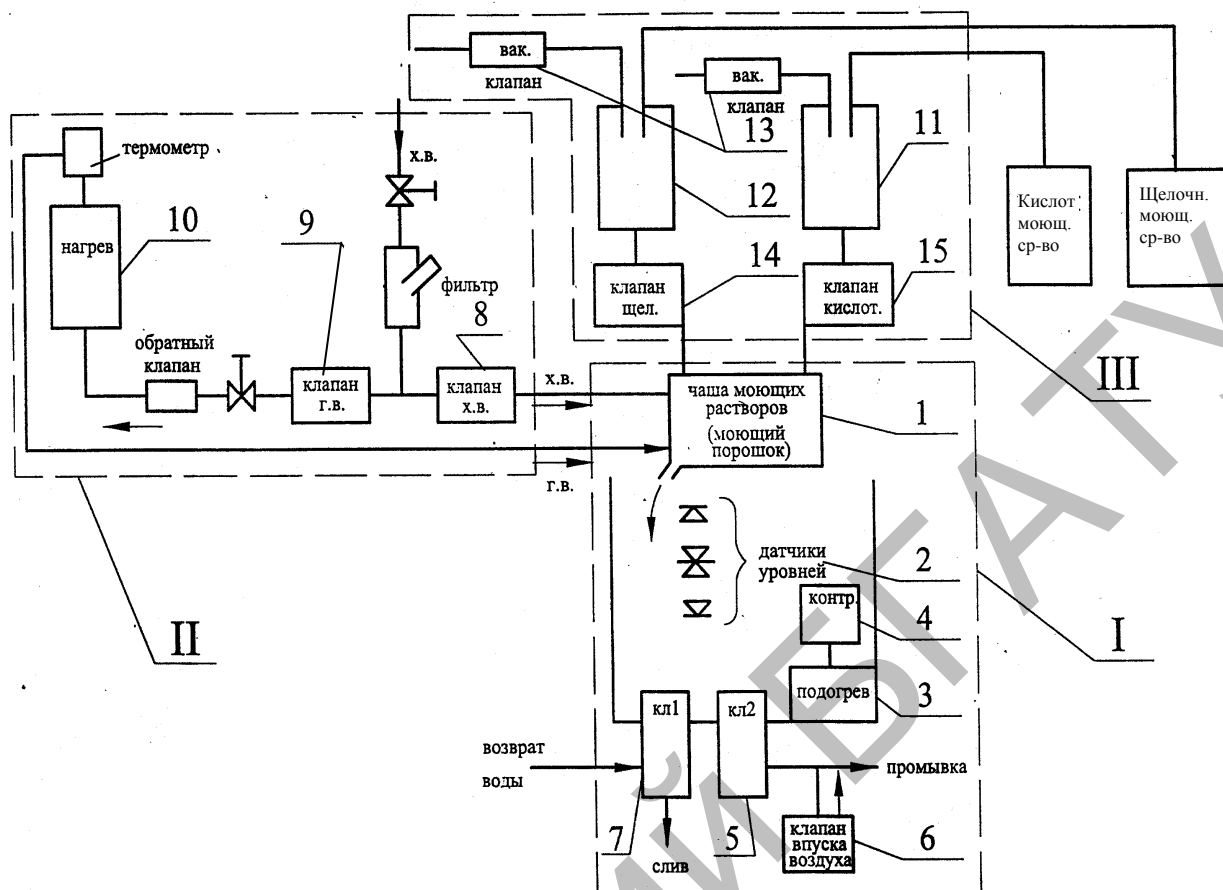 вак.
клапан
вак.
клапан
13
11
12
термометр
х.в.
нагрев
10
9
фильтр
8
клапан
щел.
14
клапан
кислот.
15
Кислот.
моющ.
ср-во
Щелочн.
моющ.
ср-во
обратный
клапан
клапан
г.в.
клапан
х.в.
х.в.
г.в.
чаша моющих
растворов
(моющий
порошок)
1
III
II
датчики
уровней
2
контр.
4
I
подогрев
3
кл1
кл2
возврат
воды
промывка
7
слив
5
клапан
впуска
воздуха
6
МИЙ БГАТУ